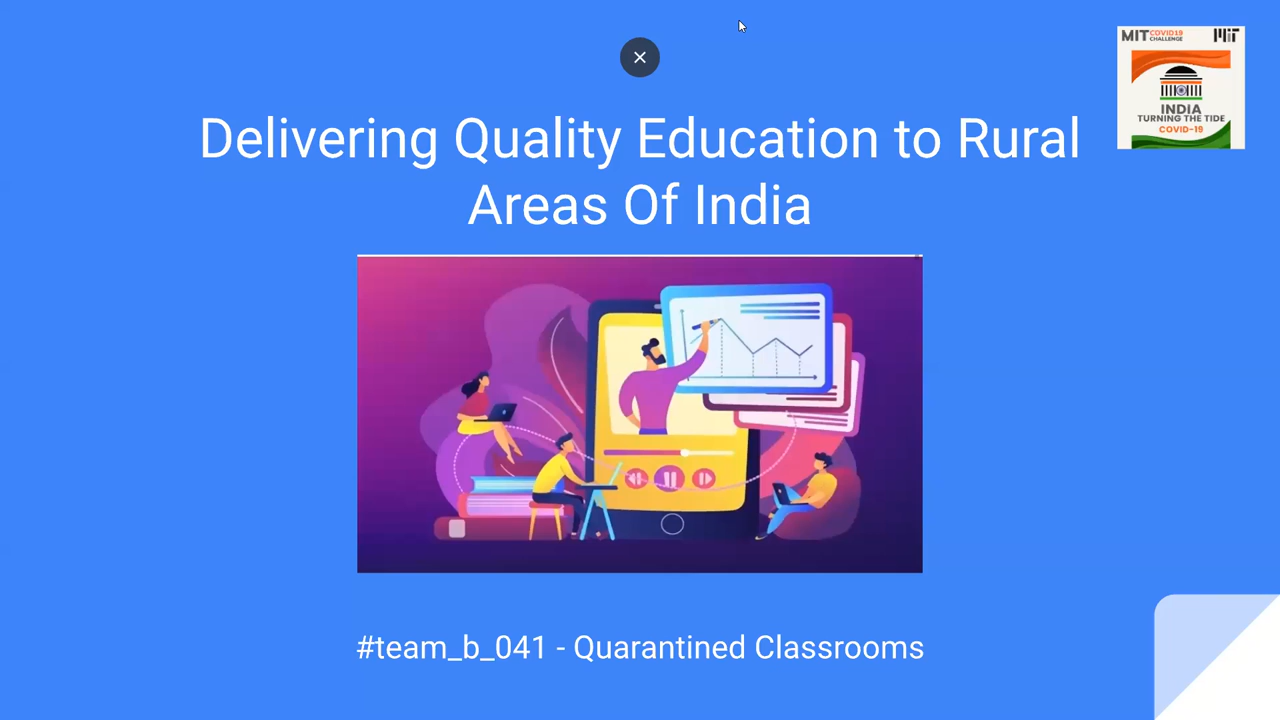 MIT COVID19 CHALLENGE MIT
Delivering Quality Education to Rural
Areas Of India
INDIA
TURNING THE TIDE
COVID-19
#team_b_041 - Quarantined Classrooms